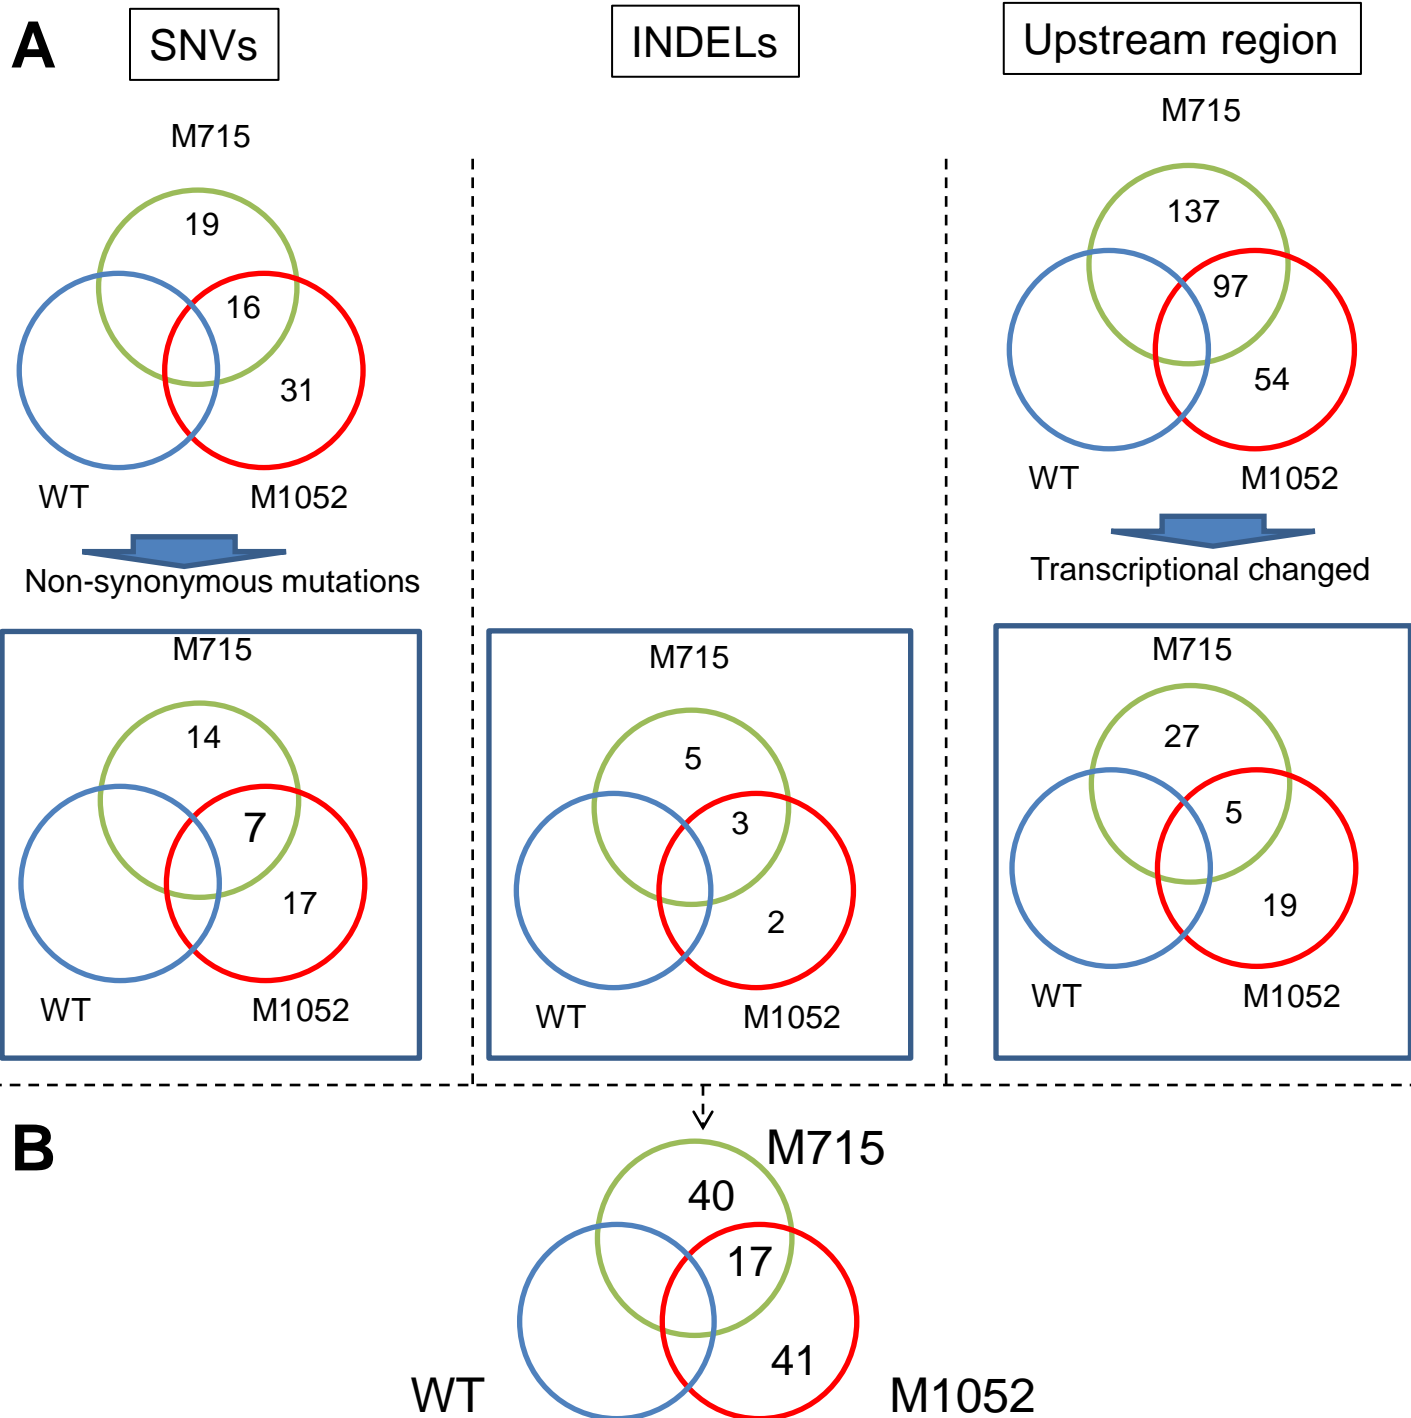 A
SNVs
INDELs
Upstream region
M715
19
16
31
WT
M1052
Non-synonymous mutations
M715
137
97
54
WT
M1052
Transcriptional changed
M715
14
7
17
WT
M1052
M715
5
3
2
WT
M1052
M715
27
5
19
WT
M1052
B
M715
40
17
41
WT
M1052